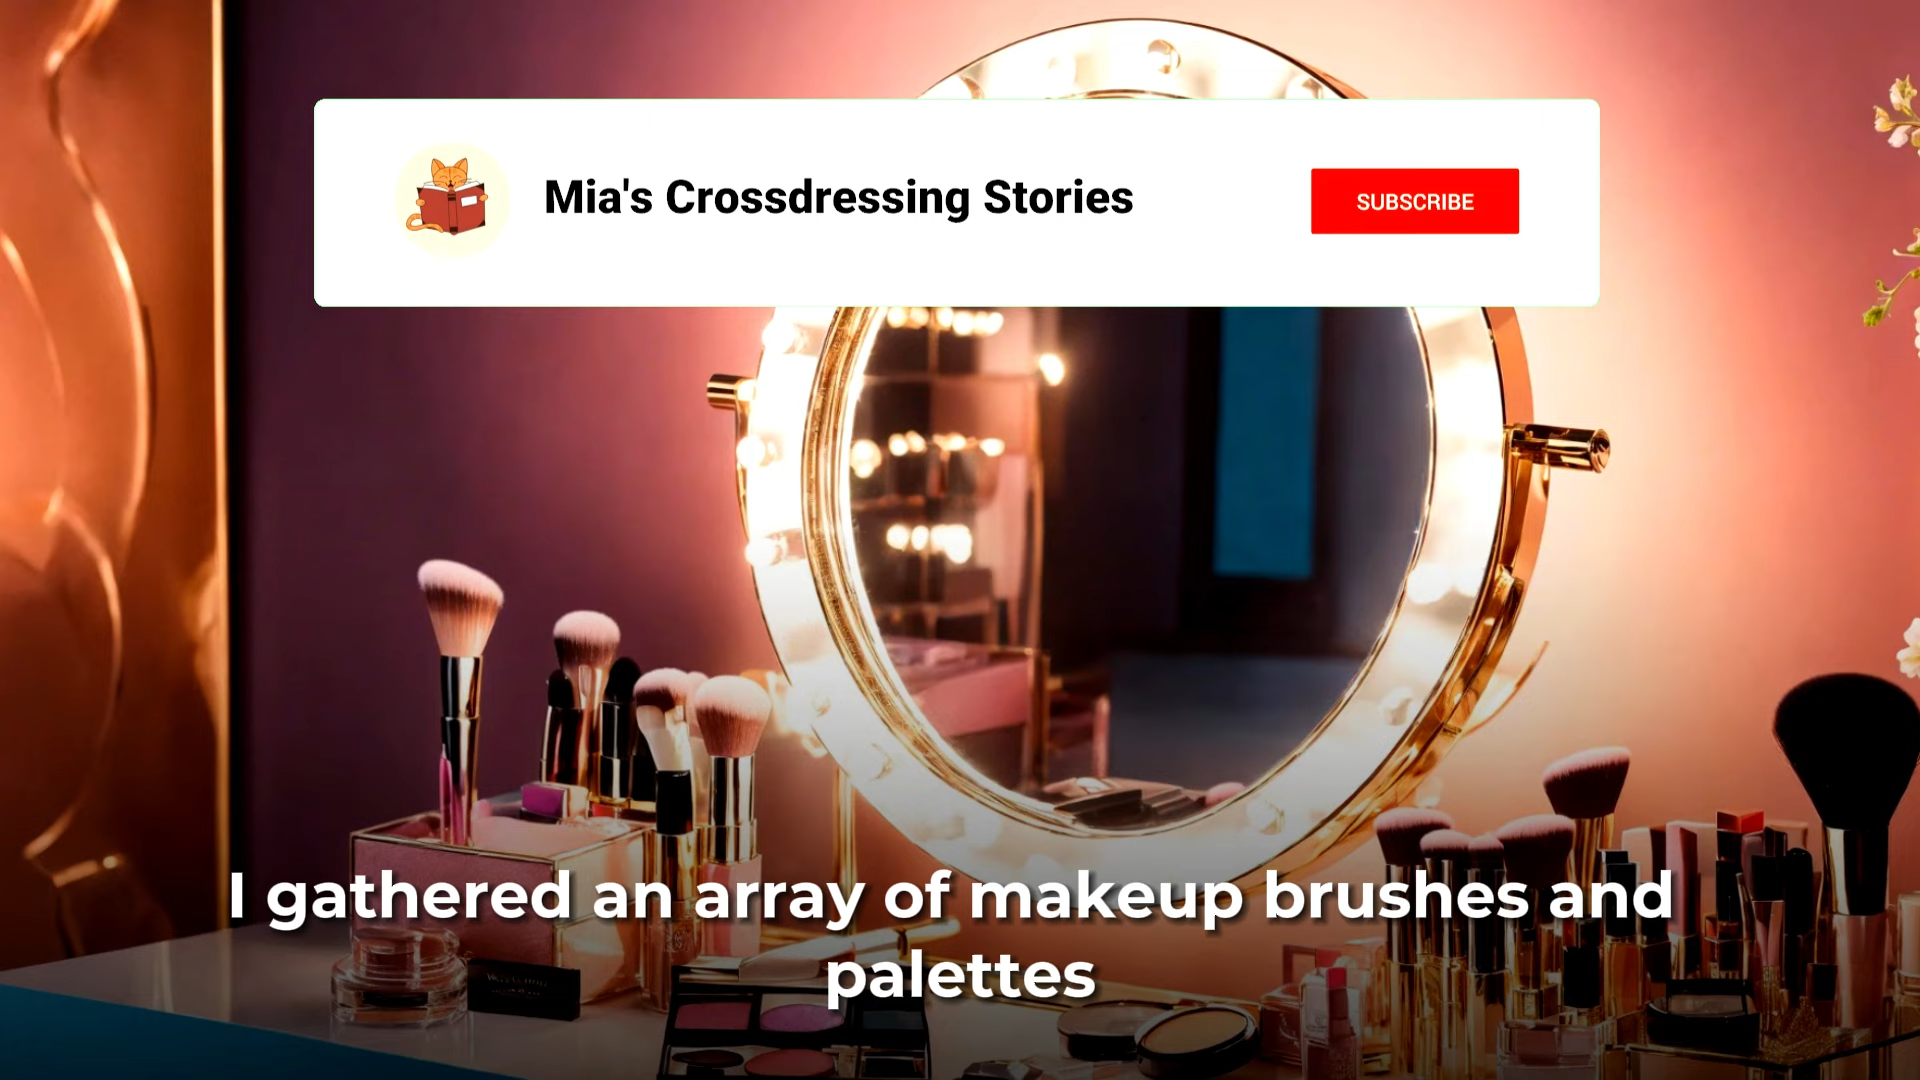 Mia's Crossdressing Stories
SUBSCRIBE
I gathered an array of makeup brushes and
palettes